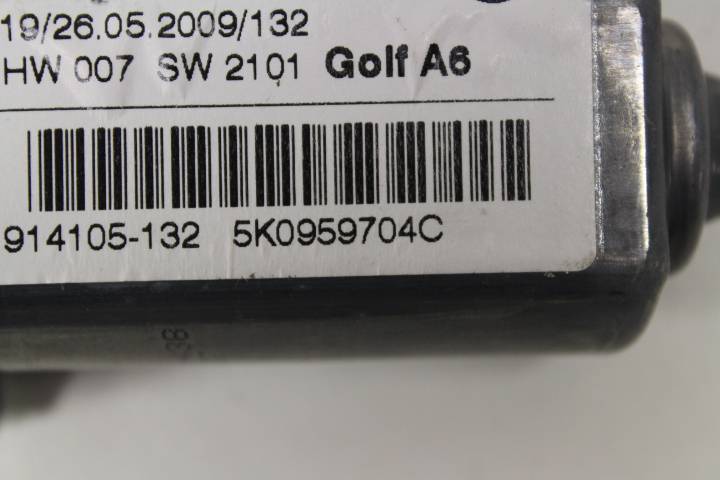 19/26.05.2009/132
HW 007 SW 2101 Golf A6
914105-132 5K0959704C